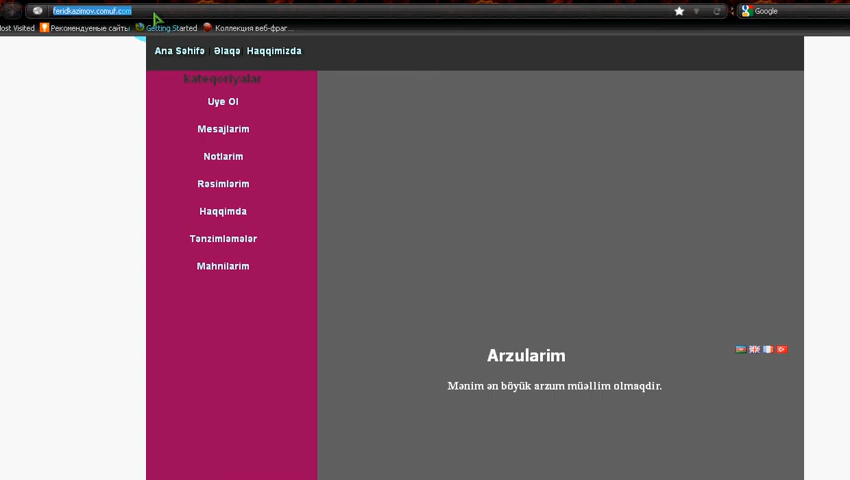 feridkazimov.comuf.com
Google
Most Visited Рекомендуемые сайты Getting Started Коллекция веб-фраг...
Ana Səhifə Əlaqə Haqqimizda
kateqoriyalar
Uye Ol
Mesajlarim
Notlarim
Rəsimlərim
Haqqimda
Tənzimləmələr
Mahnilarim
Arzularim
Mənim ən böyük arzum müəllim olmaqdir.